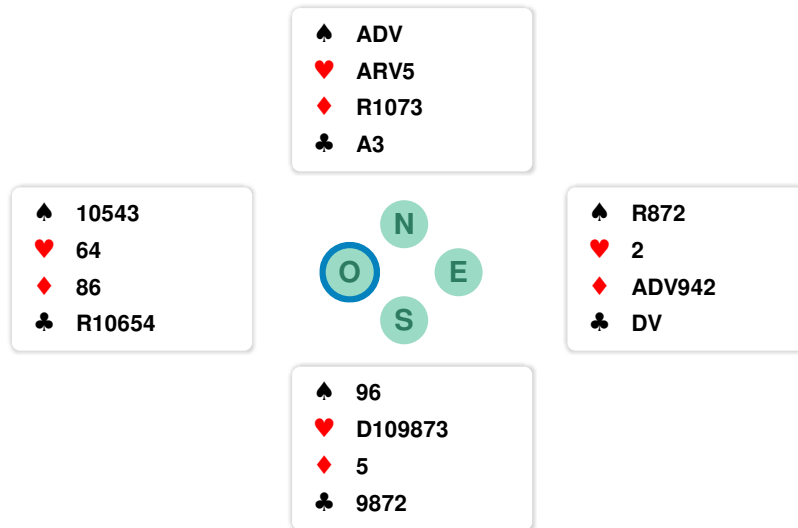 ♠ ADV
♥ ARV5
♦ R1073
♣ A3
♠ 10543
♥ 64
♦ 86
♣ R10654
N
O E
S
♠ R872
♥ 2
♦ ADV942
♣ DV
♠ 96
♥ D109873
♦ 5
♣ 9872